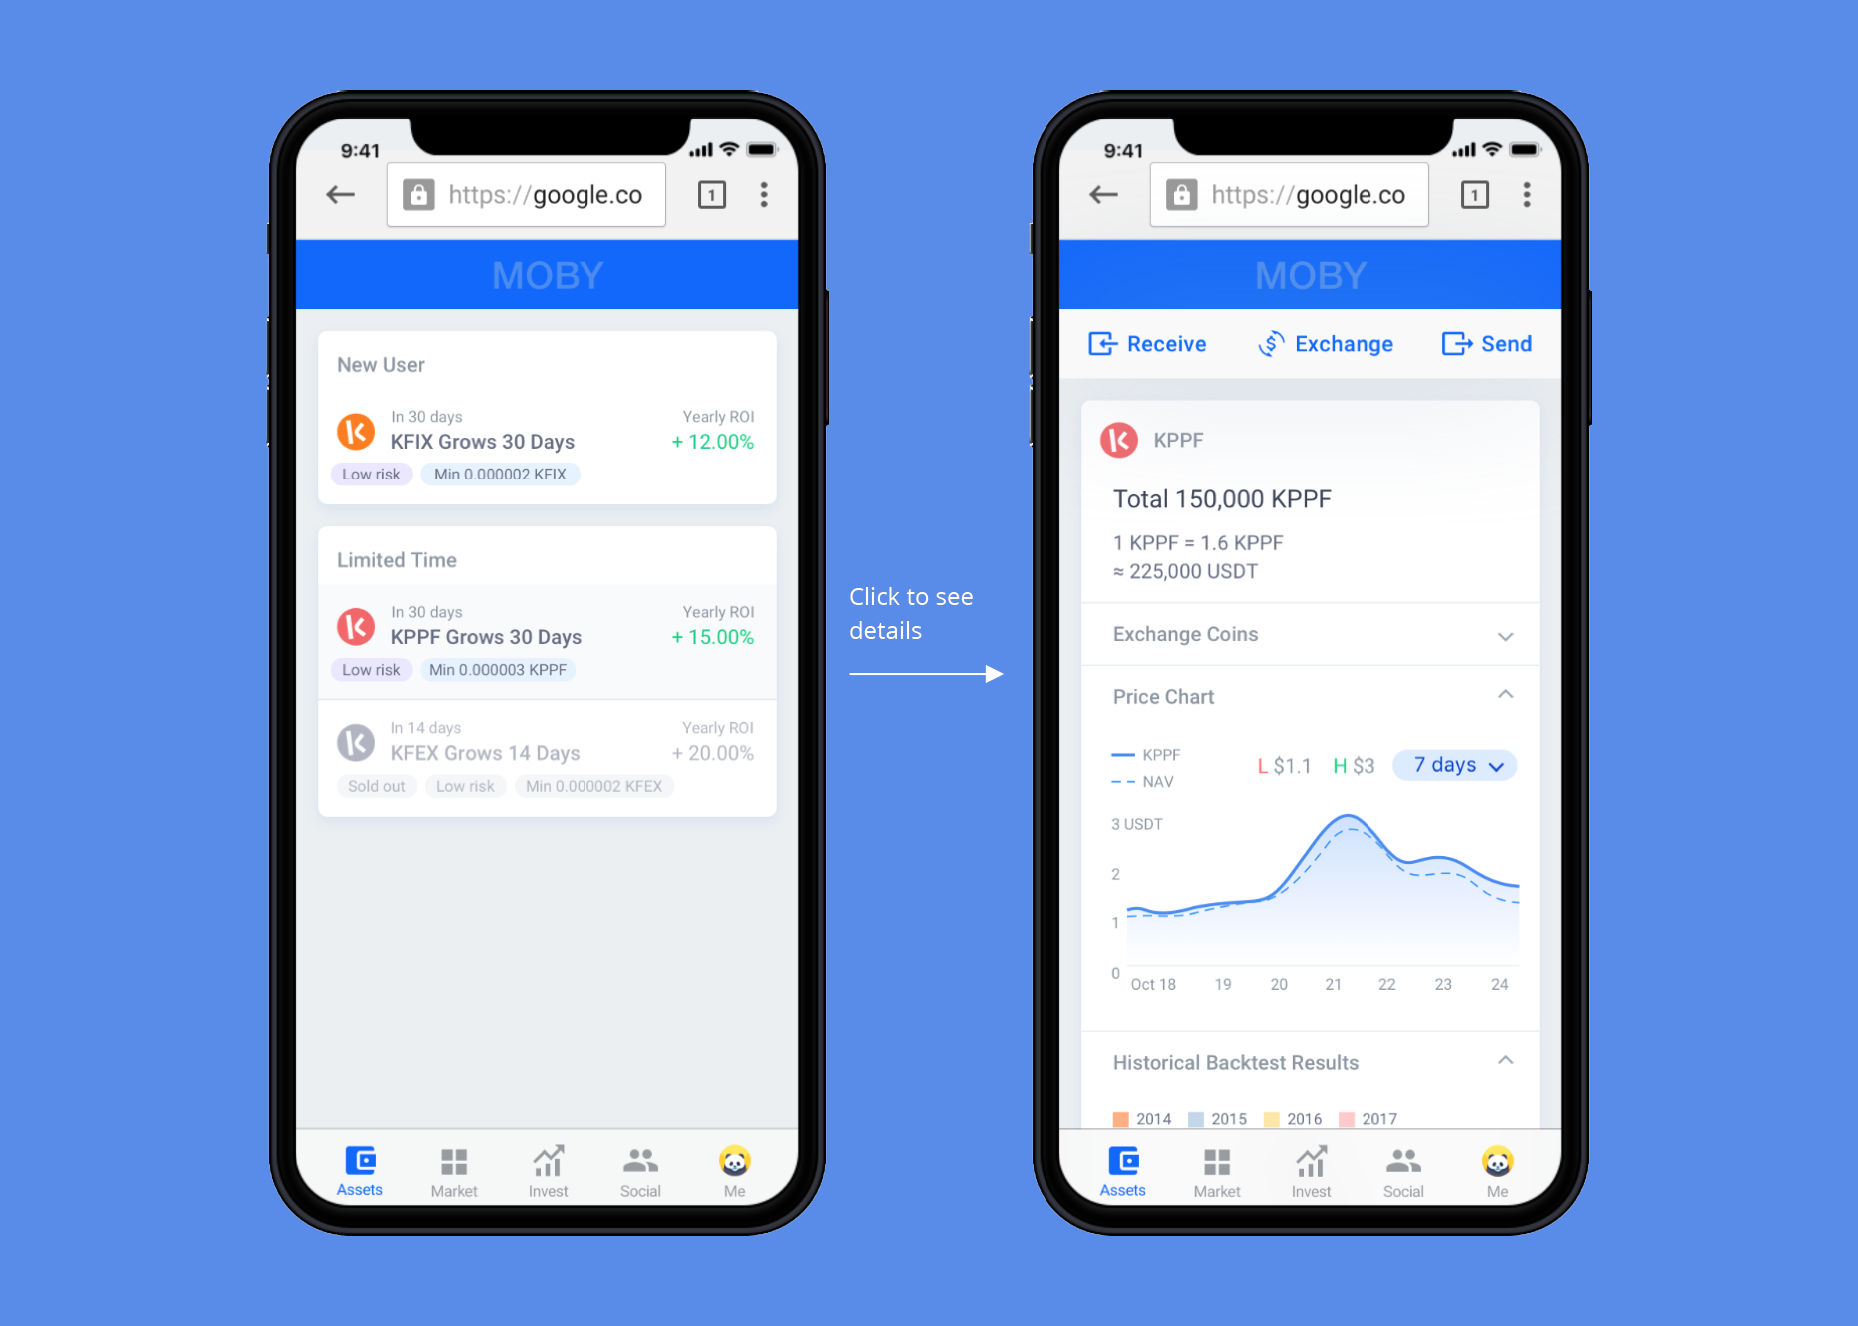 9:41
https://google.co
1
MOBY
New User
In 30 days
Yearly ROI
KFIX Grows 30 Days
+ 12.00%
Low risk
Min 0.000002 KFIX
Limited Time
In 30 days
Yearly ROI
KPPF Grows 30 Days
+ 15.00%
Low risk
Min 0.000003 KPPF
In 14 days
Yearly ROI
KFEX Grows 14 Days
+ 20.00%
Sold out
Low risk
Min 0.000002 KFEX
Assets
Market
Invest
Social
Me
Click to see
details
9:41
https://google.co
1
MOBY
Receive
Exchange
Send
KPPF
Total 150,000 KPPF
1 KPPF = 1.6 KPPF
≈ 225,000 USDT
Exchange Coins
Price Chart
KPPF
NAV
L $1.1
H $3
7 days
3 USDT
2
1
0
Oct 18
19
20
21
22
23
24
Historical Backtest Results
2014
2015
2016
2017
Assets
Market
Invest
Social
Me